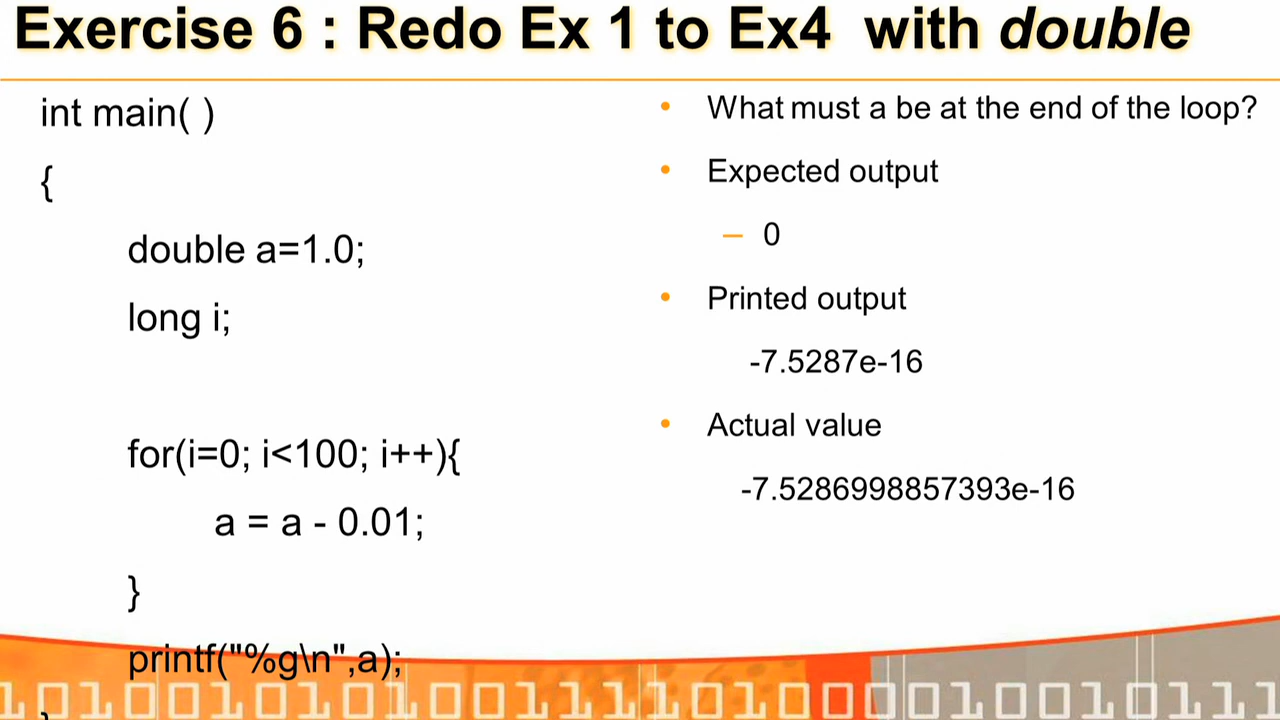 Exercise 6 : Redo Ex 1 to Ex4 with double
int main( )
{
double a=1.0;
long i;
for(i=0; i<100; i++){
a = a - 0.01;
}
printf("%g\n",a);
}
• What must a be at the end of the loop?
• Expected output
– 0
• Printed output
-7.5287e-16
• Actual value
-7.5286998857393e-16